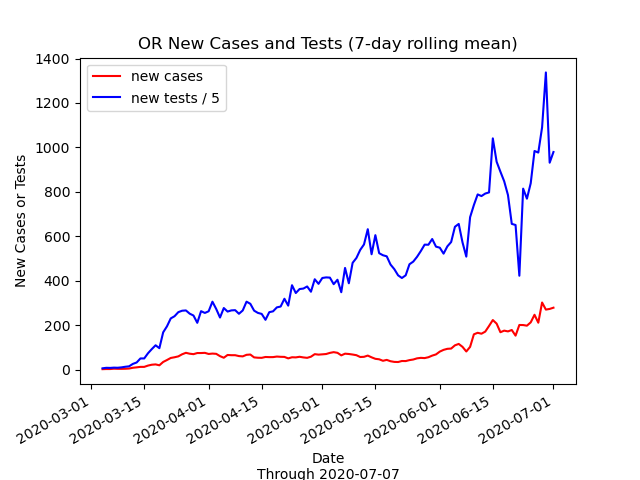 OR New Cases and Tests (7-day rolling mean)
new cases
new tests / 5
New Cases or Tests
1400
1200
1000
800
600
400
200
0
2020-03-01
2020-03-15
2020-04-01
2020-04-15
2020-05-01
2020-05-15
2020-06-01
2020-06-15
2020-07-01
Date
Through 2020-07-07